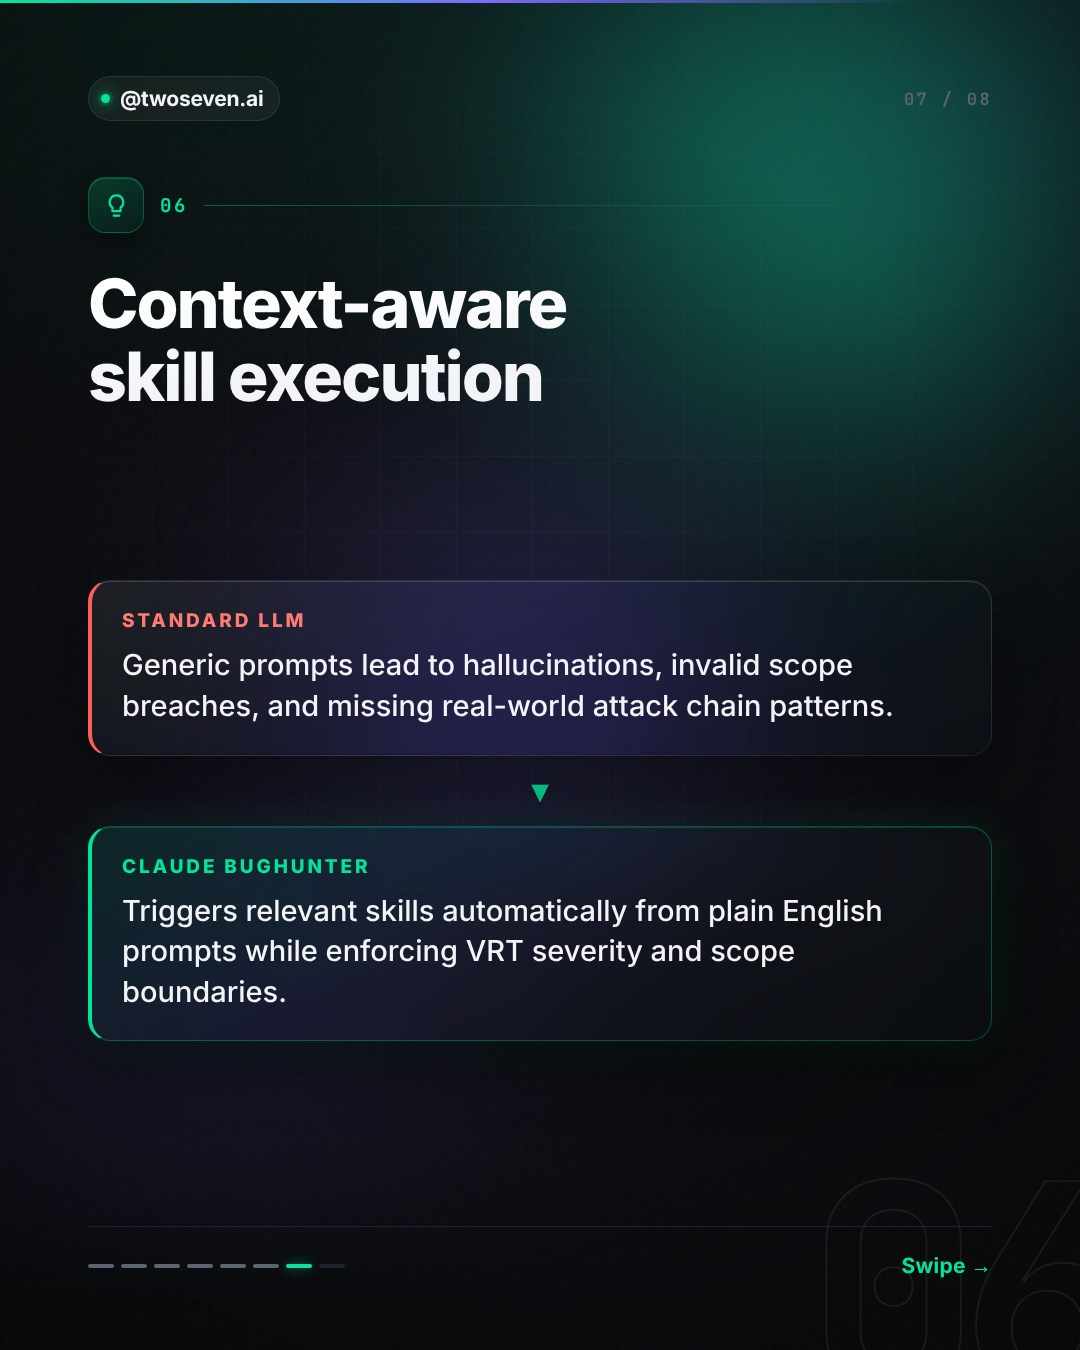 @twoseven.ai
07 / 08
06
Context-aware
skill execution
STANDARD LLM
Generic prompts lead to hallucinations, invalid scope
breaches, and missing real-world attack chain patterns.
▼
CLAUDE BUGHUNTER
Triggers relevant skills automatically from plain English
prompts while enforcing VRT severity and scope
boundaries.
06
Swipe →